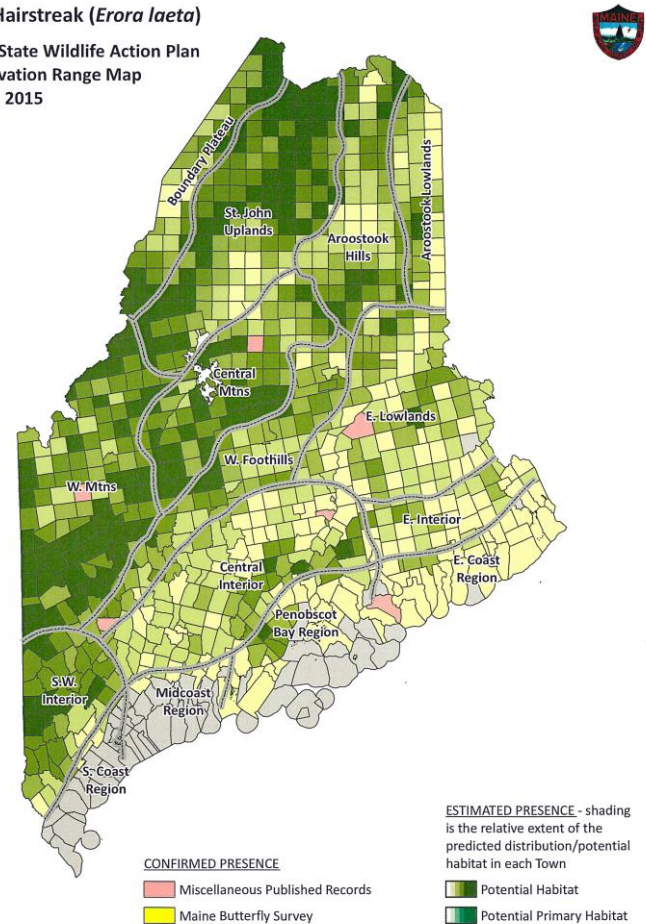 Hairstreak (Erora laeta)
State Wildlife Action Plan
vation Range Map
2015
MAINE
Boundary Plateau
St. John
Uplands
Aroostook
Hills
Aroostook Lowlands
Central
Mtns
E. Lowlands
W. Foothills
W. Mtns
E. Interior
Central
Interior
E. Coast
Region
Penobscot
Bay Region
S.W.
Interior
Midcoast
Region
S. Coast
Region
CONFIRMED PRESENCE
Miscellaneous Published Records
Maine Butterfly Survey
ESTIMATED PRESENCE - shading
is the relative extent of the
predicted distribution/potential
habitat in each Town
Potential Habitat
Potential Primary Habitat